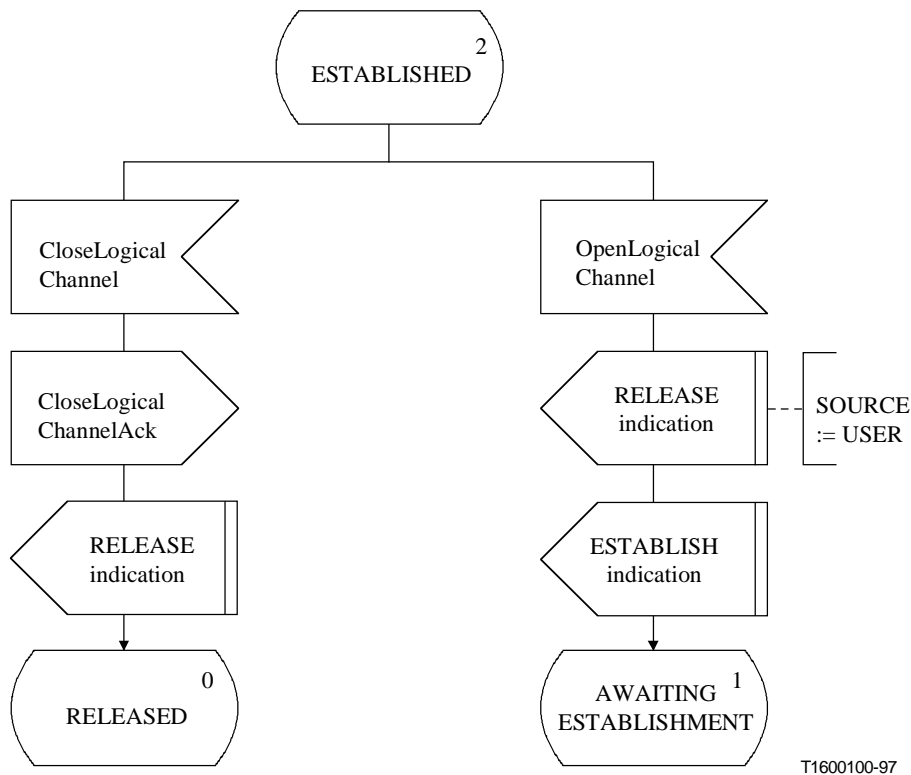 2
ESTABLISHED
CloseLogical
Channel
OpenLogical
Channel
CloseLogical
ChannelAck
RELEASE
indication
SOURCE
:= USER
RELEASE
indication
ESTABLISH
indication
0
RELEASED
1
AWAITING
ESTABLISHMENT
T1600100-97